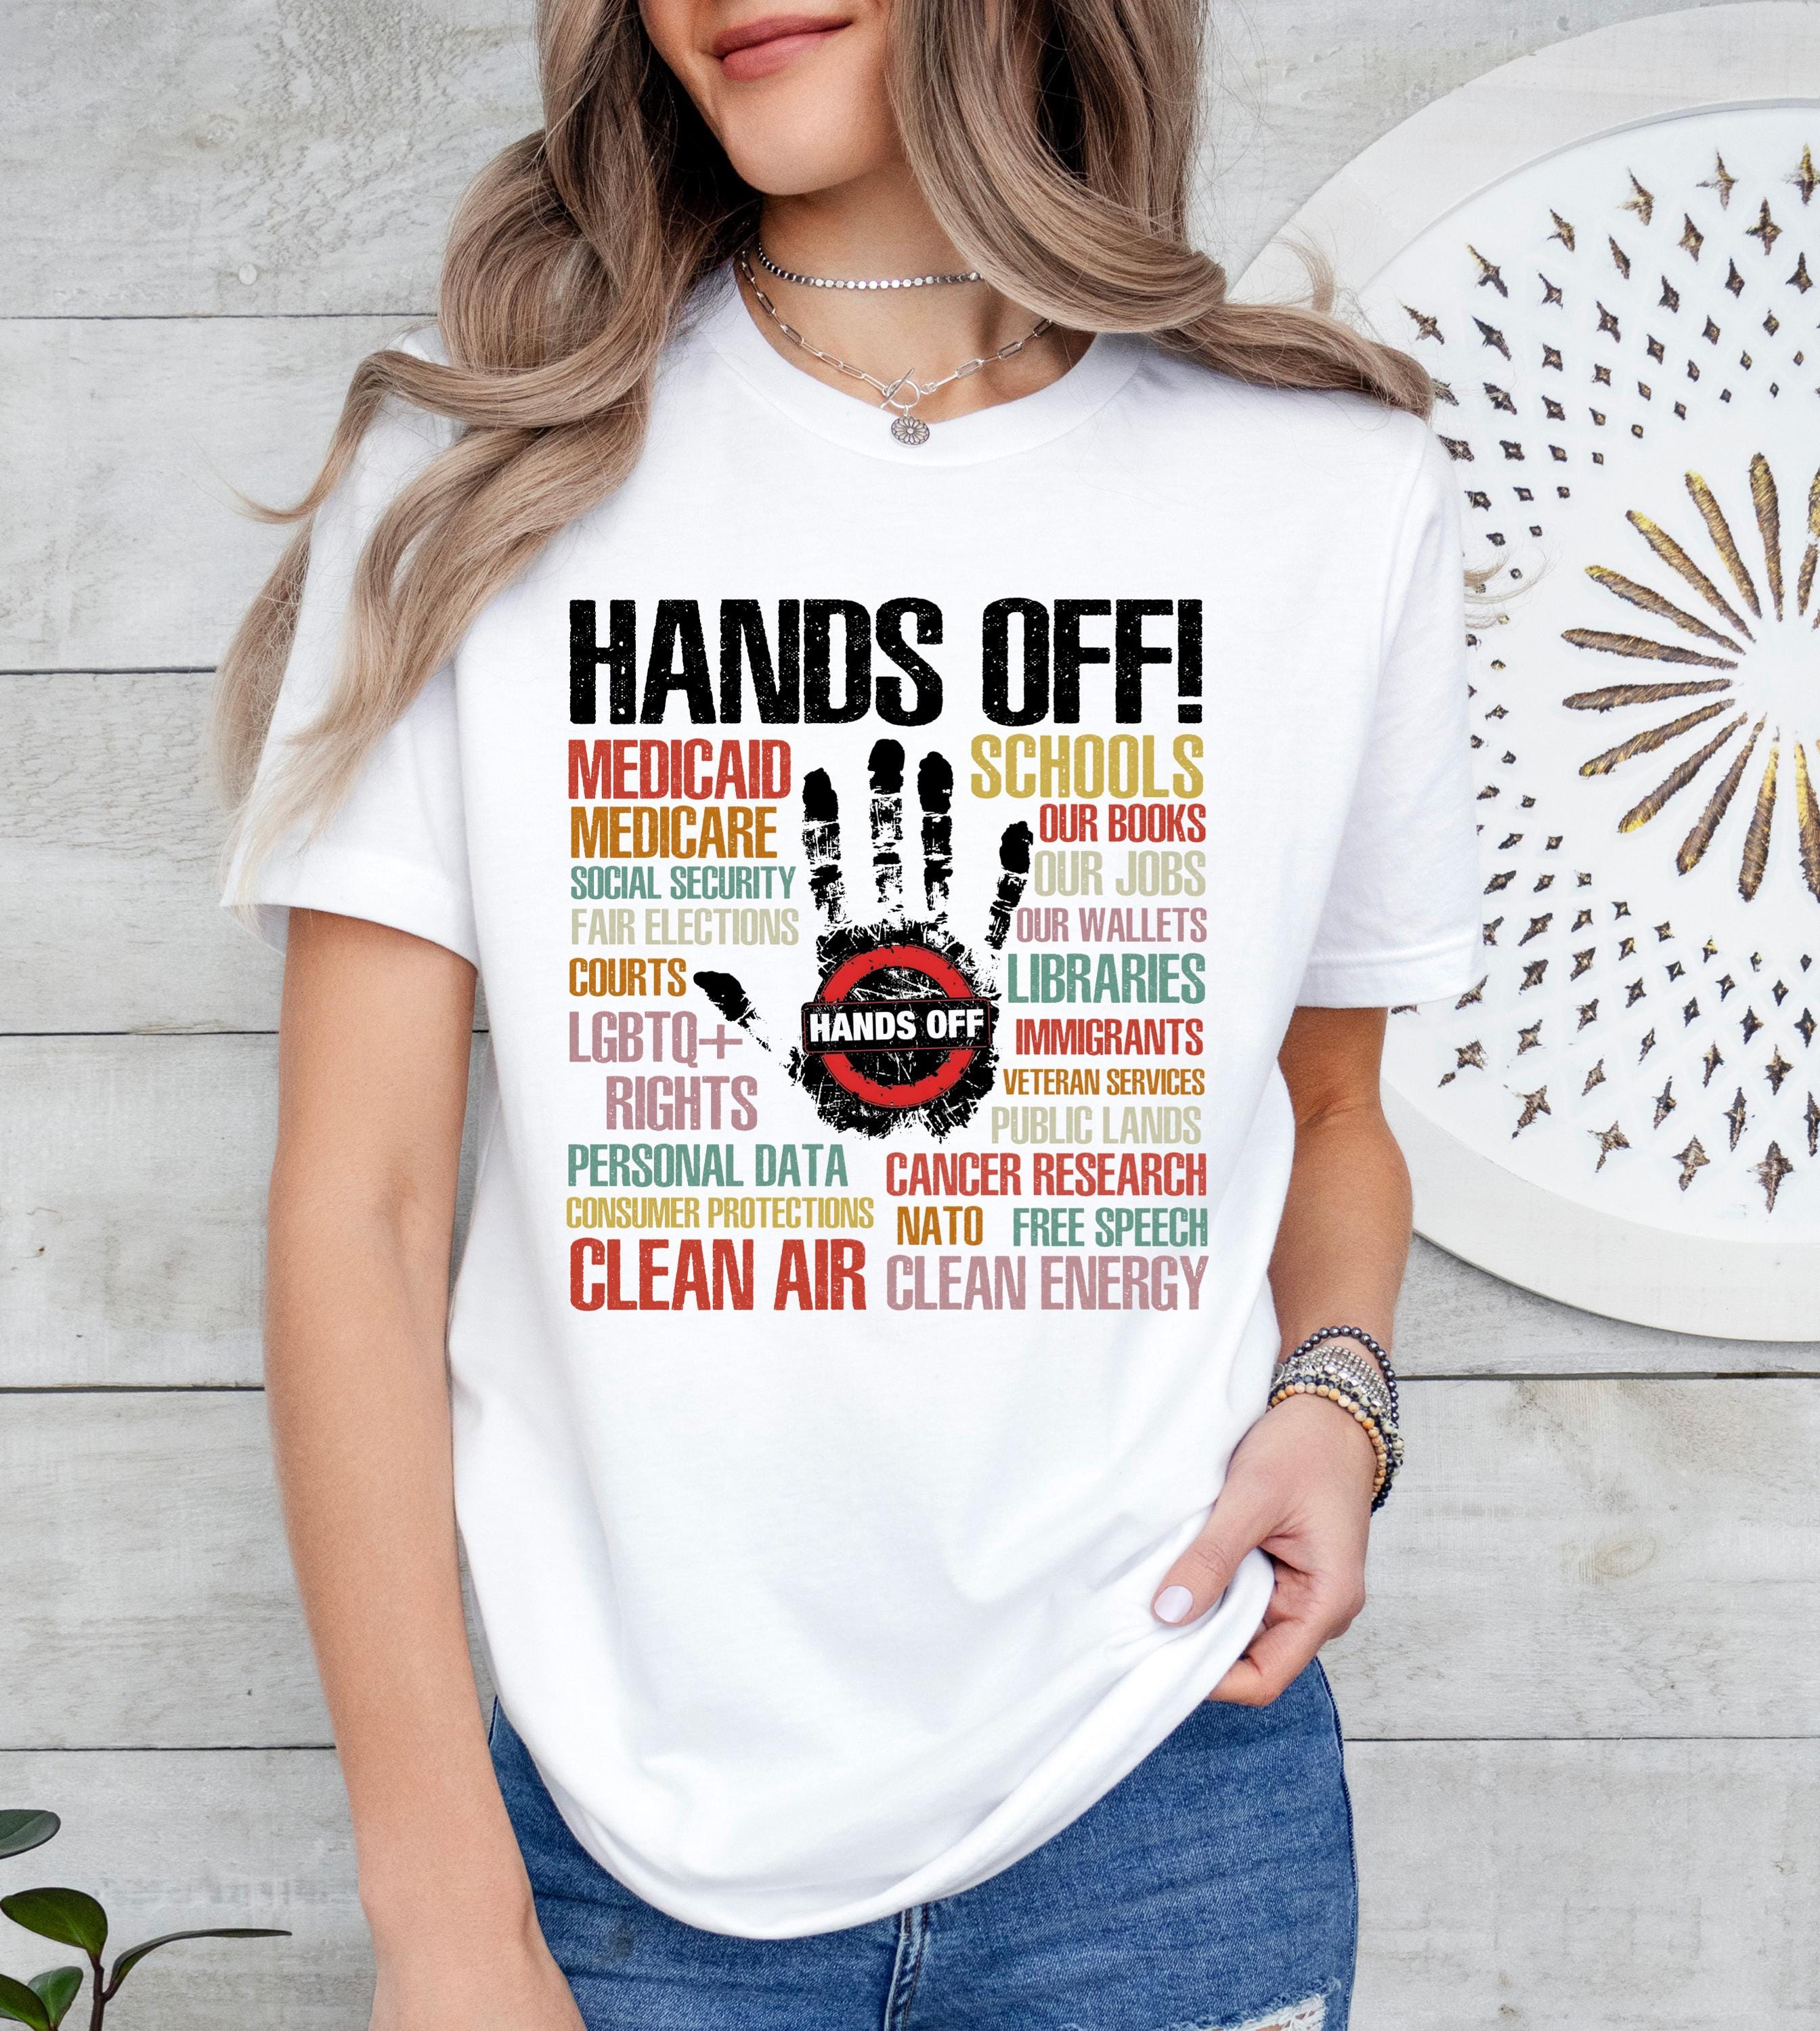 HANDS OFF!
MEDICAID
MEDICARE
SOCIAL SECURITY
FAIR ELECTIONS
COURTS
LGBTQ+
RIGHTS
PERSONAL DATA
CONSUMER PROTECTIONS
CLEAN AIR
HANDS OFF
SCHOOLS
OUR BOOKS
OUR JOBS
OUR WALLETS
LIBRARIES
IMMIGRANTS
VETERAN SERVICES
PUBLIC LANDS
CANCER RESEARCH
NATO FREE SPEECH
CLEAN ENERGY